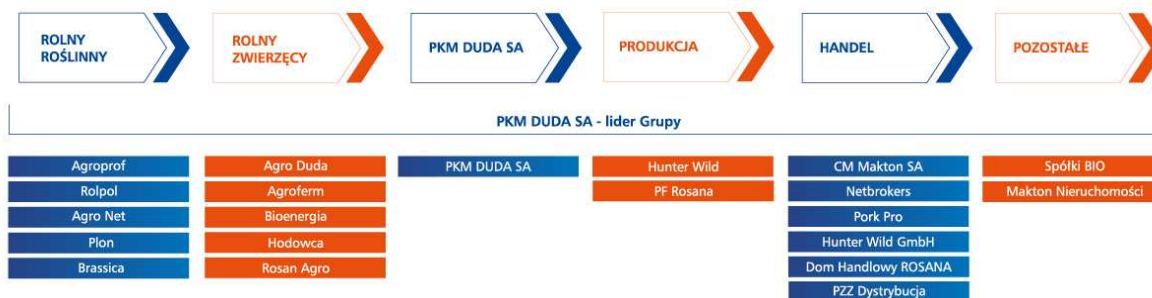 ROLNY
ROŚLINNY
ROLNY
ZWIERZĘCY
PKM DUDA SA
PRODUKCJA
HANDEL
POZOSTAŁE
PKM DUDA SA - lider Grupy
Agroprof
Rolpol
Agro Net
Plon
Brassica
Agro Duda
Agroferm
Bioenergia
Hodowca
Rosan Agro
PKM DUDA SA
Hunter Wild
PF Rosana
CM Makton SA
Netbrokers
Pork Pro
Hunter Wild GmbH
Dom Handlowy ROSANA
PZZ Dystrybucja
Spółki BIO
Makton Nieruchomości